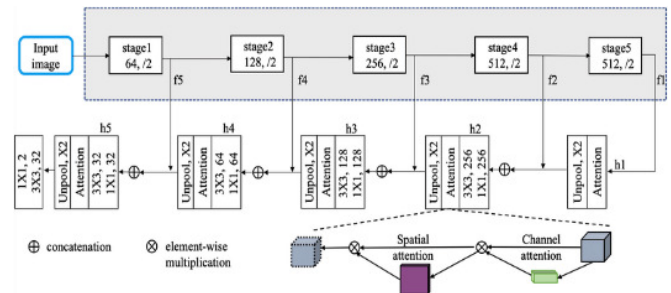 Input
image
stage1
64, /2
stage2
128, /2
stage3
256, /2
stage4
512, /2
stage5
512, /2
f5
f4
f3
f2
f1
h5
h4
h3
h2
h1
1X1, 2
3X3, 32
Unpool, X2
Attention
3X3, 32
1X1, 32
Unpool, X2
Attention
3X3, 64
1X1, 64
Unpool, X2
Attention
3X3, 128
1X1, 128
Unpool, X2
Attention
3X3, 256
1X1, 256
Unpool, X2
Attention
⊕ concatenation
⊗ element-wise
multiplication
Spatial
attention
Channel
attention